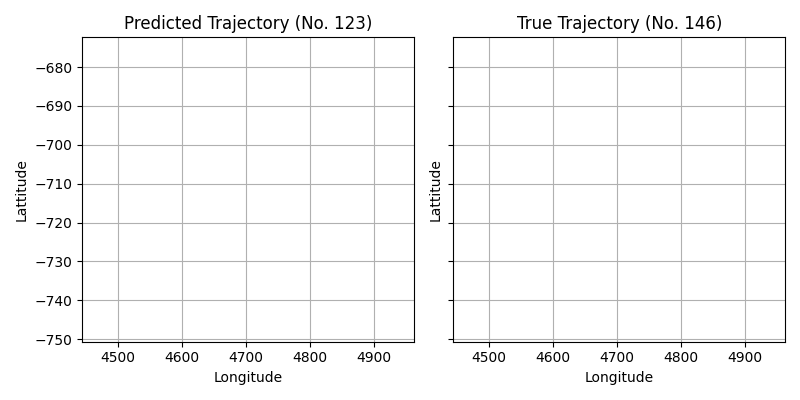 Predicted Trajectory (No. 123)
True Trajectory (No. 146)
−680
−690
−700
−710
−720
−730
−740
−750
Lattitude
Lattitude
4500 4600 4700 4800 4900
4500 4600 4700 4800 4900
Longitude
Longitude